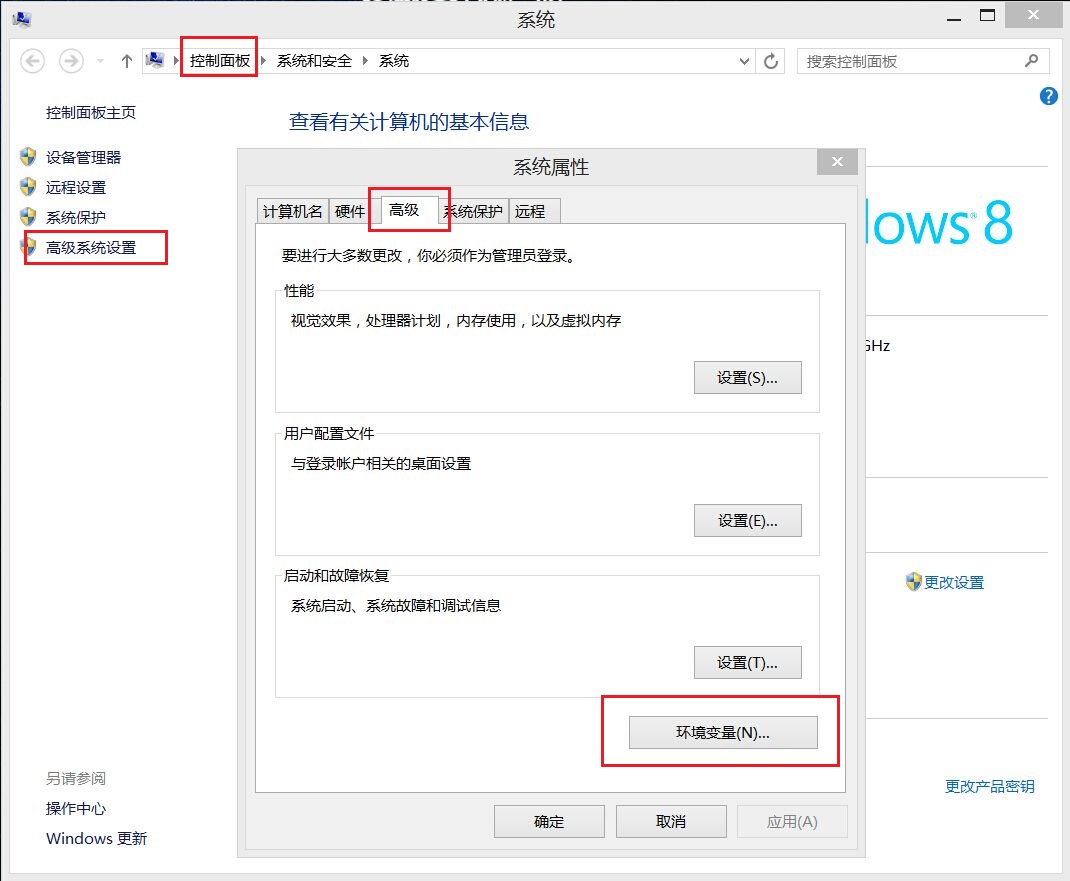 系统
控制面板 系统和安全 系统
搜索控制面板
控制面板主页
设备管理器
远程设置
系统保护
高级系统设置
查看有关计算机的基本信息
系统属性
计算机名 硬件 高级 系统保护 远程
要进行大多数更改，你必须作为管理员登录。
性能
视觉效果，处理器计划，内存使用，以及虚拟内存
设置(S)...
用户配置文件
与登录帐户相关的桌面设置
设置(E)...
启动和故障恢复
系统启动、系统故障和调试信息
设置(T)...
环境变量(N)...
确定 取消 应用(A)
ows 8
GHz
更改设置
更改产品密钥
另请参阅
操作中心
Windows 更新